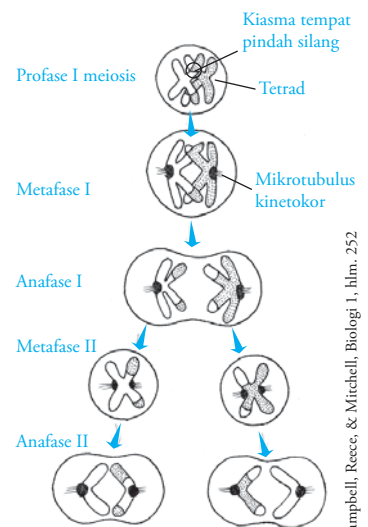 Kiasma tempat
pindah silang
Profase I meiosis
Tetrad
Metafase I
Mikrotubulus
kinetokor
Anafase I
Metafase II
Anafase II
Reece, & Mitchell, Biologi 1, hlm. 252